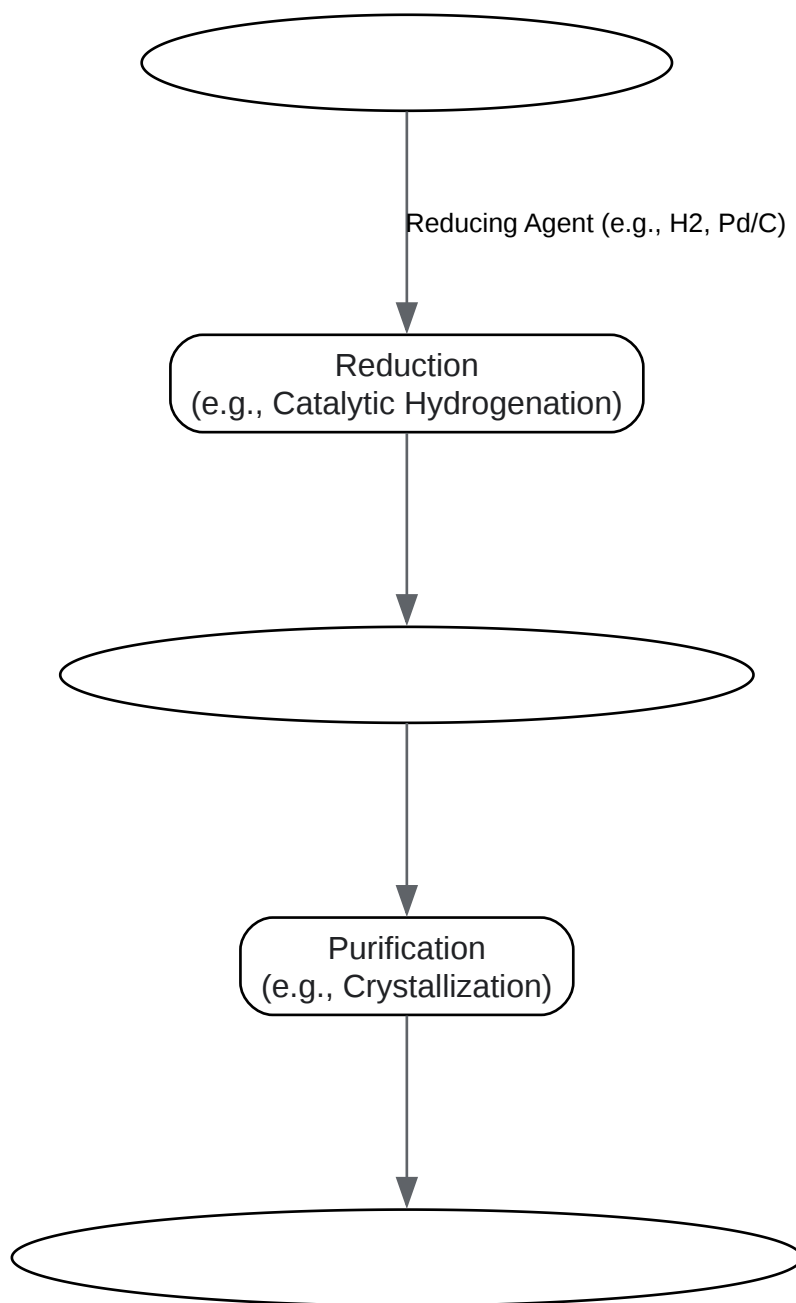 Reducing Agent (e.g., H2, Pd/C)
Reduction
(e.g., Catalytic Hydrogenation)
Purification
(e.g., Crystallization)